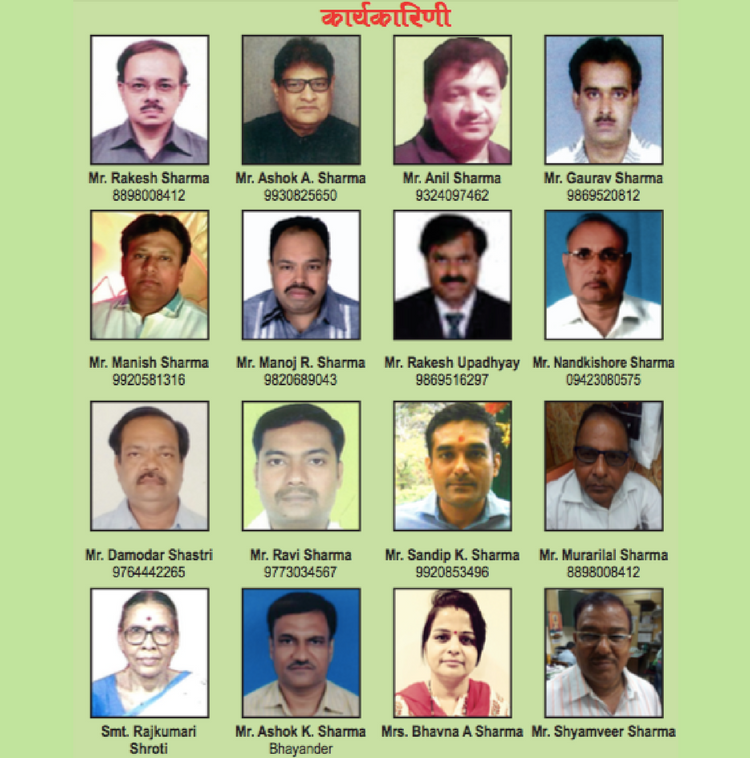 कार्यकारिणी
Mr. Rakesh Sharma
8898008412
Mr. Ashok A. Sharma
9930825650
Mr. Anil Sharma
9324097462
Mr. Gaurav Sharma
9869520812
Mr. Manish Sharma
9920581316
Mr. Manoj R. Sharma
9820689043
Mr. Rakesh Upadhyay
9869516297
Mr. Nandkishore Sharma
09423080575
Mr. Damodar Shastri
9764442265
Mr. Ravi Sharma
9773034567
Mr. Sandip K. Sharma
9920853496
Mr. Murarilal Sharma
8898008412
Smt. Rajkumari
Shroti
Mr. Ashok K. Sharma
Bhayander
Mrs. Bhavna A Sharma
Mr. Shyamveer Sharma